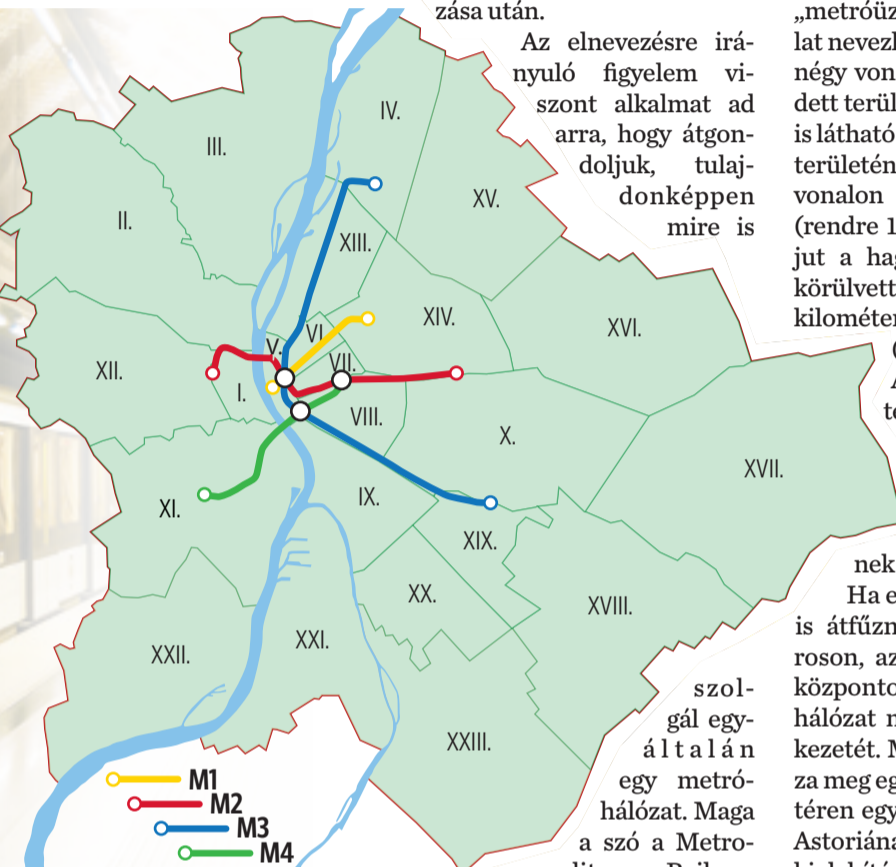 zása után.
Az elnevezésre irá-
nyuló figyelem vi-
szont alkalmat ad
arra, hogy átgon-
doljuk, tulaj-
donképpen
mire is
„metróüz
lat nevezl
négy von
dett terül
is látható
területén
vonalon
(rendre 1
jut a hag
körülvett
kilométer
IV.
III.
XV.
II.
XIII.
XIV.
VI
XVI.
V.
VII.
XII.
I.
VIII.
X.
XVII.
IX.
XI.
XIX.
XX.
XVIII.
XXI.
XXII.
XXIII.
M1
M2
M3
M4
szol-
gál egy-
általán
egy metró-
hálózat. Maga
a szó a Metro-
nek
Ha e
is átfűzn
roson, az
központo
hálózat n
kezetét. M
za meg eg
téren egy
Astoriána